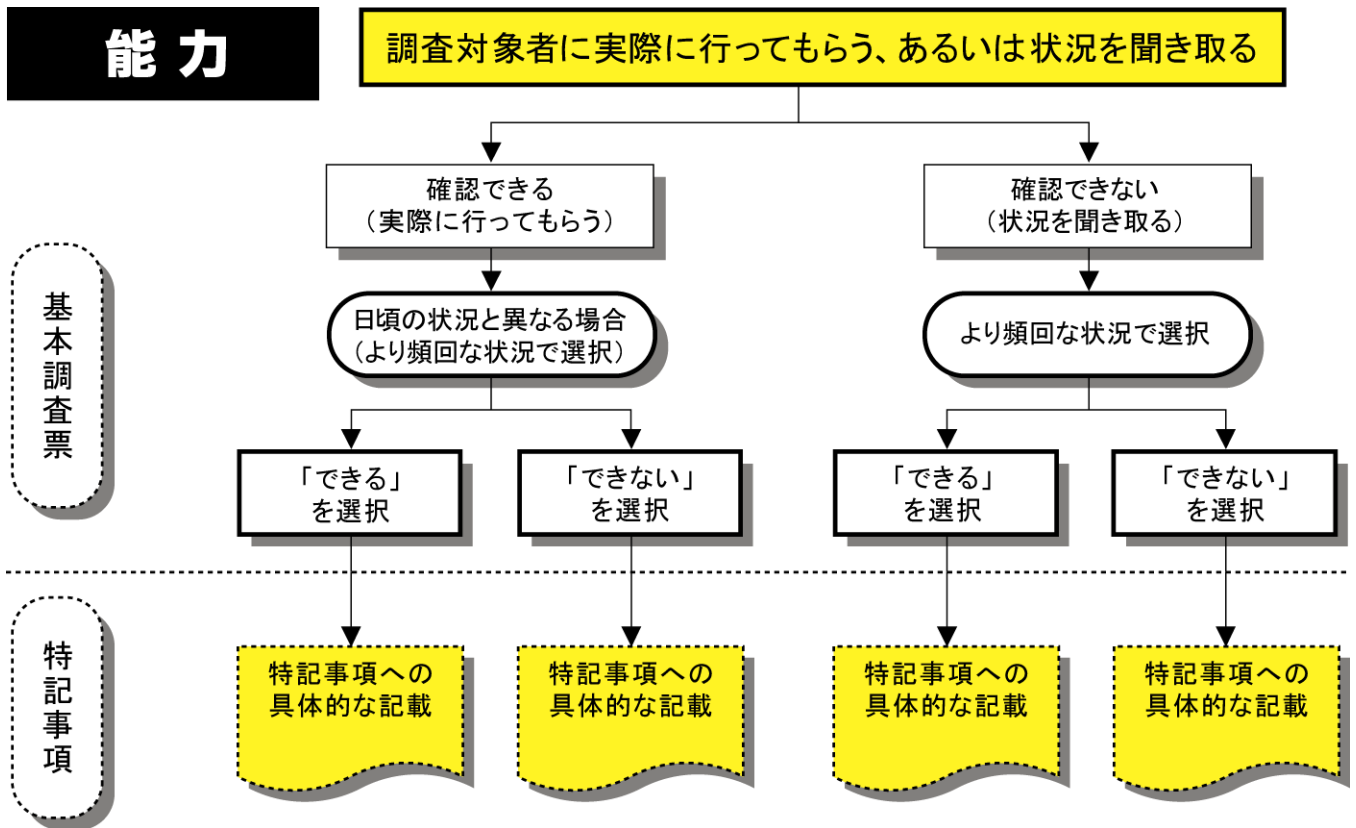 能力
調査対象者に実際に行ってもらう、あるいは状況を聞き取る
確認できる
（実際に行ってもらう）
確認できない
（状況を聞き取る）
基本調査票
日頃の状況と異なる場合
（より頻回な状況で選択）
より頻回な状況で選択
「できる」
を選択
「できない」
を選択
「できる」
を選択
「できない」
を選択
特記事項
特記事項への
具体的な記載
特記事項への
具体的な記載
特記事項への
具体的な記載
特記事項への
具体的な記載